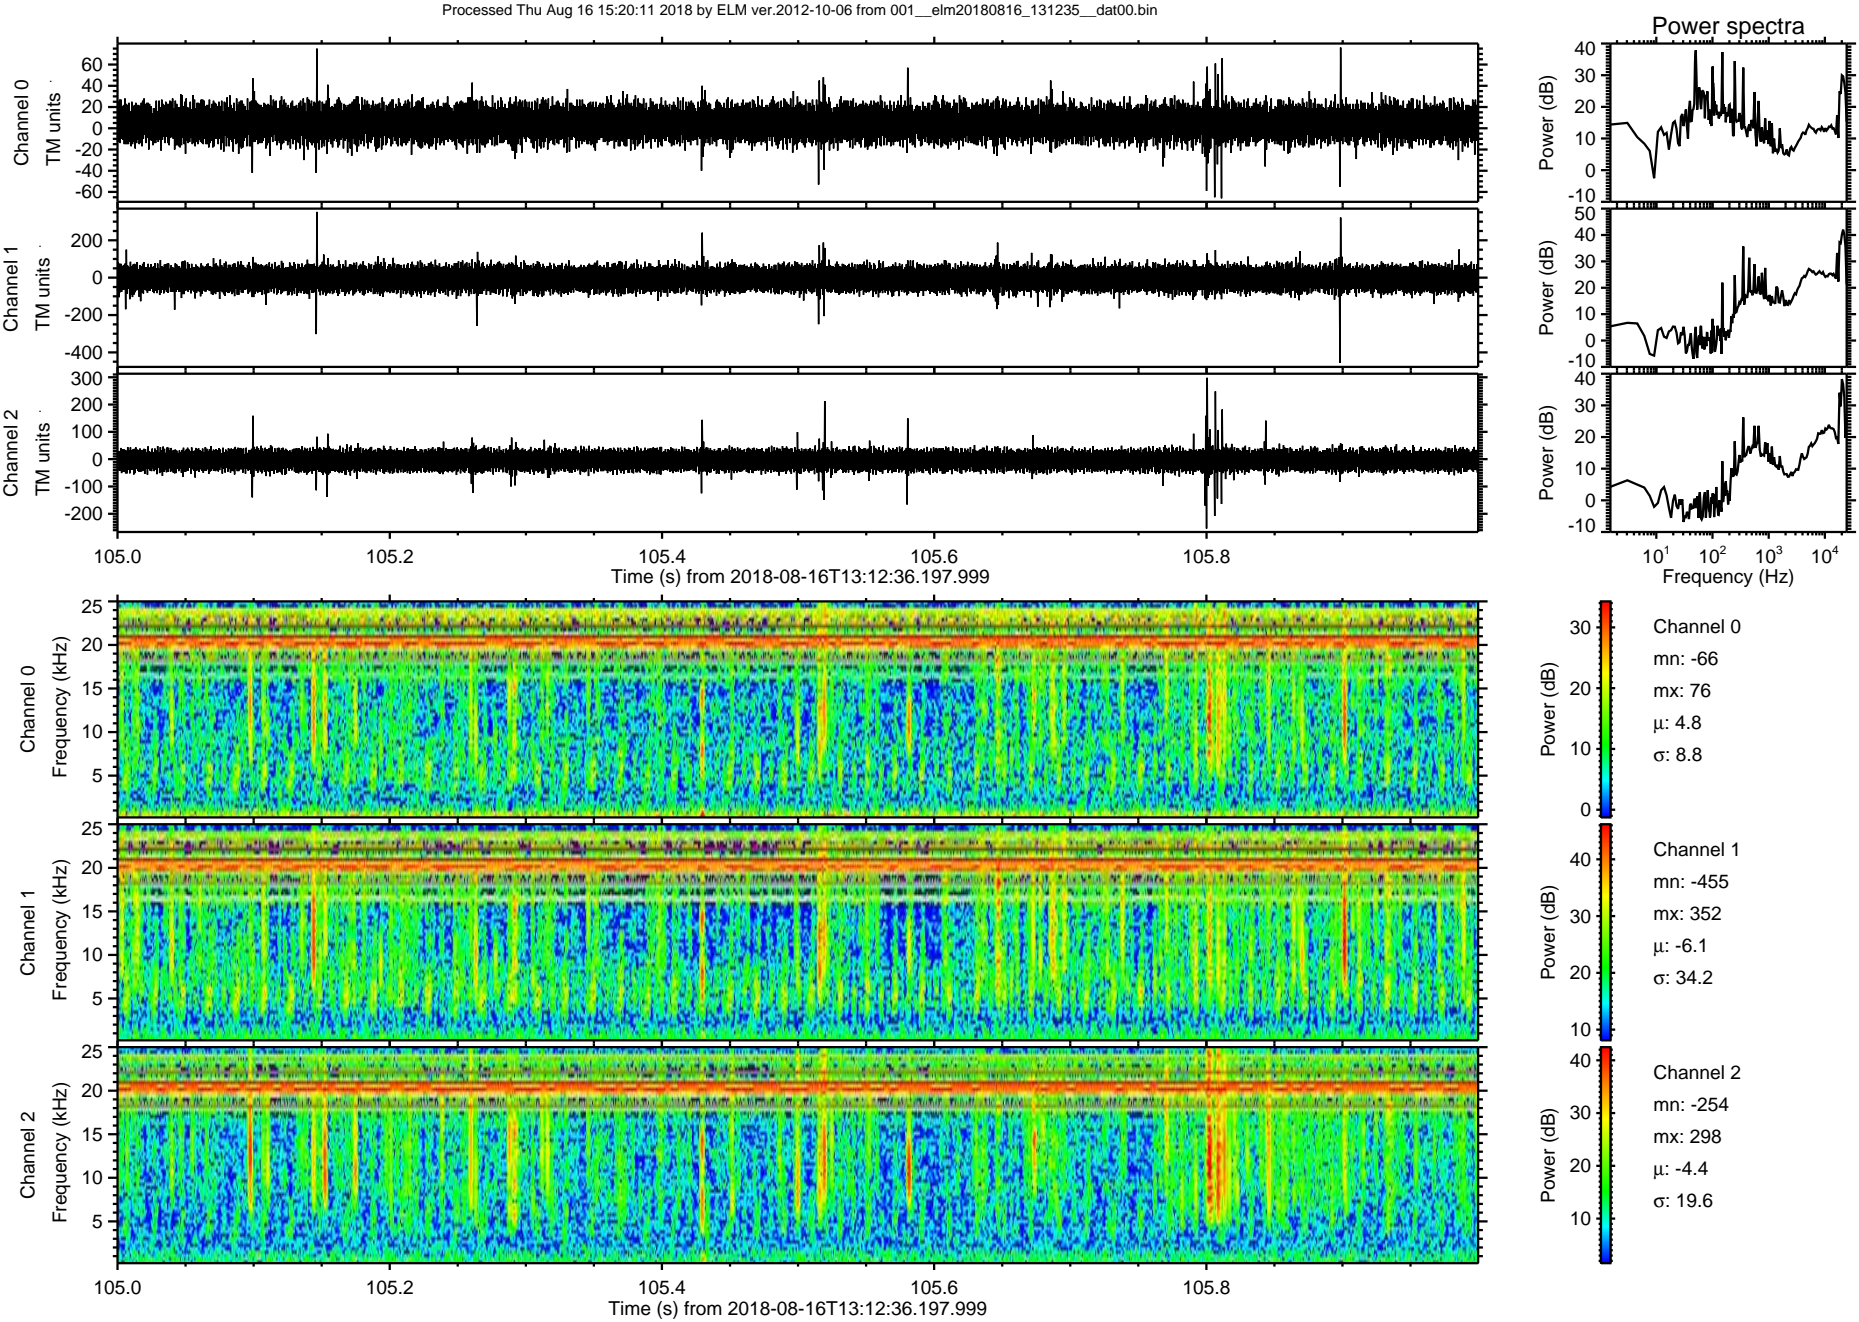 Processed Thu Aug 16 15:20:11 2018 by ELM ver.2012-10-06 from 001__elm20180816_131235__dat00.bin
Power spectra
Channel 0
TM units
60
40
20
0
-20
-40
-60
Power (dB)
40
30
20
10
0
-10
Channel 1
TM units
200
0
-200
-400
Power (dB)
50
40
30
20
10
0
-10
Channel 2
TM units
300
200
100
0
-100
-200
Power (dB)
40
30
20
10
0
-10
105.0 105.2 105.4 105.6 105.8
Time (s) from 2018-08-16T13:12:36.197.999
10^1 10^2 10^3 10^4
Frequency (Hz)
Channel 0
Frequency (kHz)
25
20
15
10
5
Power (dB)
30
20
10
0
Channel 0
mn: -66
mx: 76
μ: 4.8
σ: 8.8
Channel 1
Frequency (kHz)
25
20
15
10
5
Power (dB)
40
30
20
10
Channel 1
mn: -455
mx: 352
μ: -6.1
σ: 34.2
Channel 2
Frequency (kHz)
25
20
15
10
5
Power (dB)
40
30
20
10
Channel 2
mn: -254
mx: 298
μ: -4.4
σ: 19.6
105.0 105.2 105.4 105.6 105.8
Time (s) from 2018-08-16T13:12:36.197.999